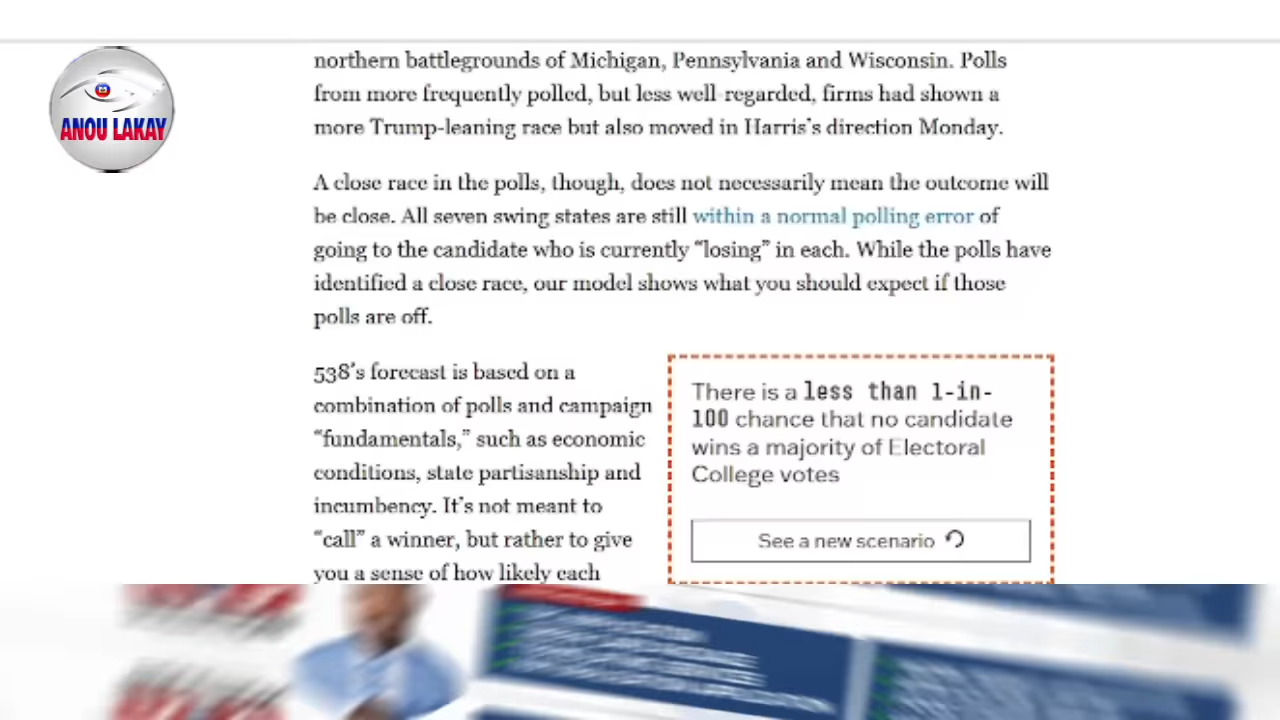 ANOU LAKAY
northern battlegrounds of Michigan, Pennsylvania and Wisconsin. Polls
from more frequently polled, but less well-regarded, firms had shown a
more Trump-leaning race but also moved in Harris's direction Monday.
A close race in the polls, though, does not necessarily mean the outcome will
be close. All seven swing states are still within a normal polling error of
going to the candidate who is currently “losing” in each. While the polls have
identified a close race, our model shows what you should expect if those
polls are off.
538's forecast is based on a
combination of polls and campaign
“fundamentals,” such as economic
conditions, state partisanship and
incumbency. It's not meant to
“call” a winner, but rather to give
you a sense of how likely each
There is a less than 1-in-
100 chance that no candidate
wins a majority of Electoral
College votes
See a new scenario